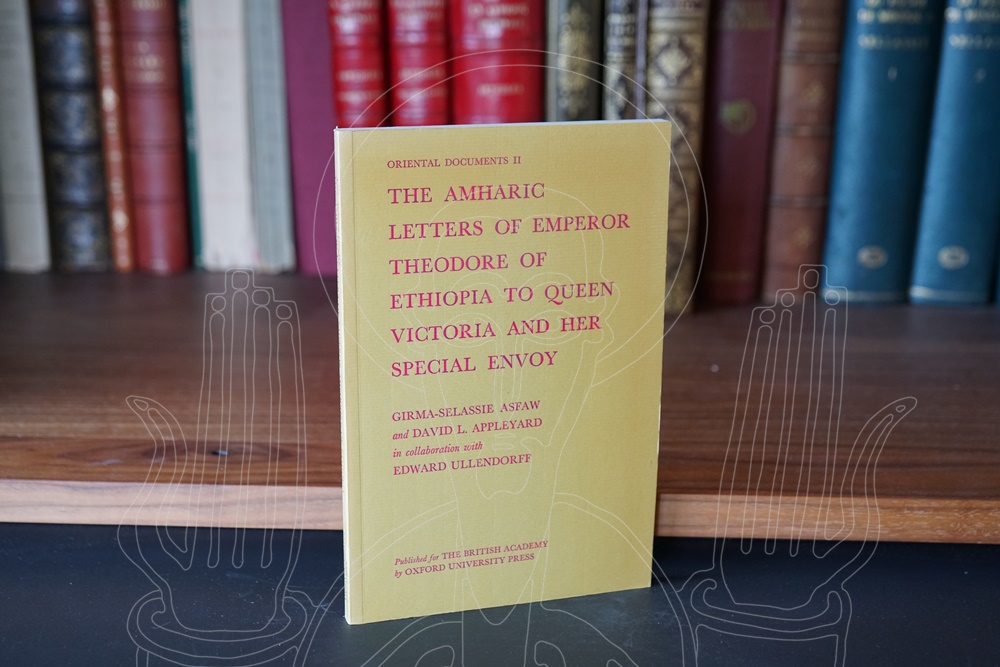 ORIENTAL DOCUMENTS II
THE AMHARIC
LETTERS OF EMPEROR
THEODORE OF
ETHIOPIA TO QUEEN
VICTORIA AND HER
SPECIAL ENVOY
GIRMA-SELASSIE ASFAW
and DAVID L. APPLEYARD
in collaboration with
EDWARD ULLENDORFF
Published for THE BRITISH ACADEMY
by OXFORD UNIVERSITY PRESS